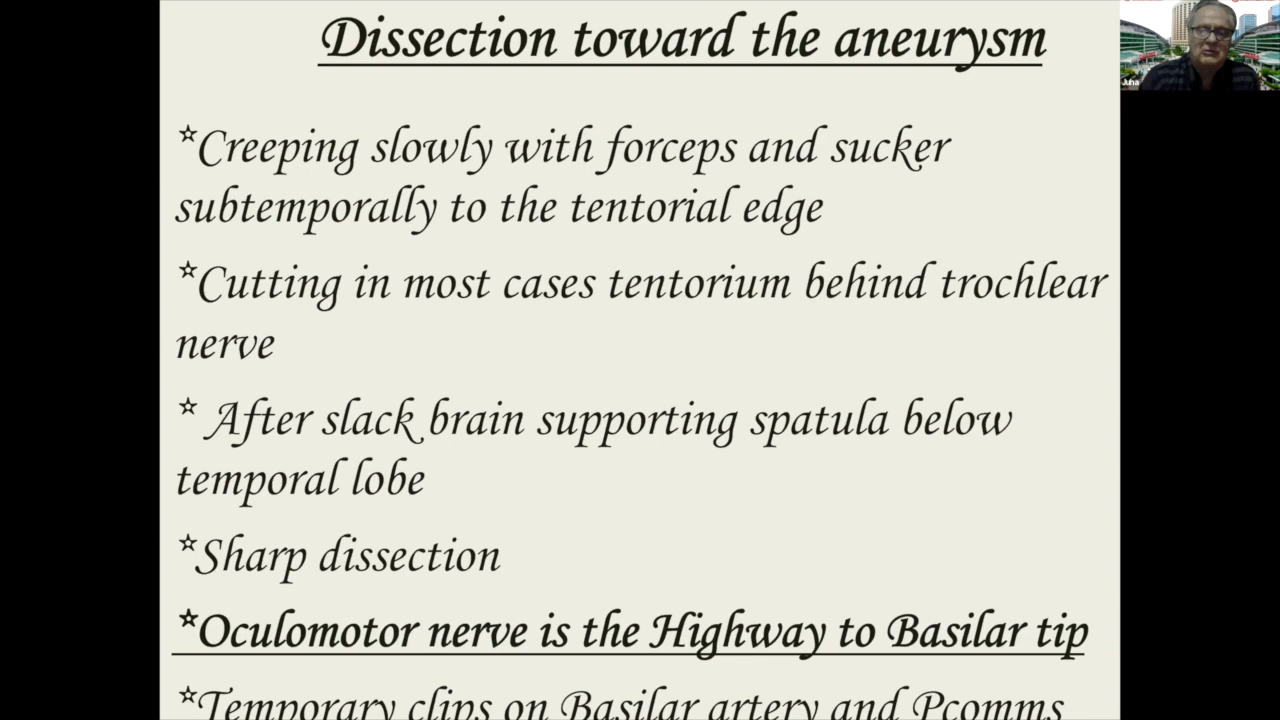 Dissection toward the aneurysm
Juha
*Creeping slowly with forceps and sucker
subtemporally to the tentorial edge
*Cutting in most cases tentorium behind trochlear
nerve
* After slack brain supporting spatula below
temporal lobe
*Sharp dissection
*Oculomotor nerve is the Highway to Basilar tip
*Temporary clips on Basilar artery and Pcomms